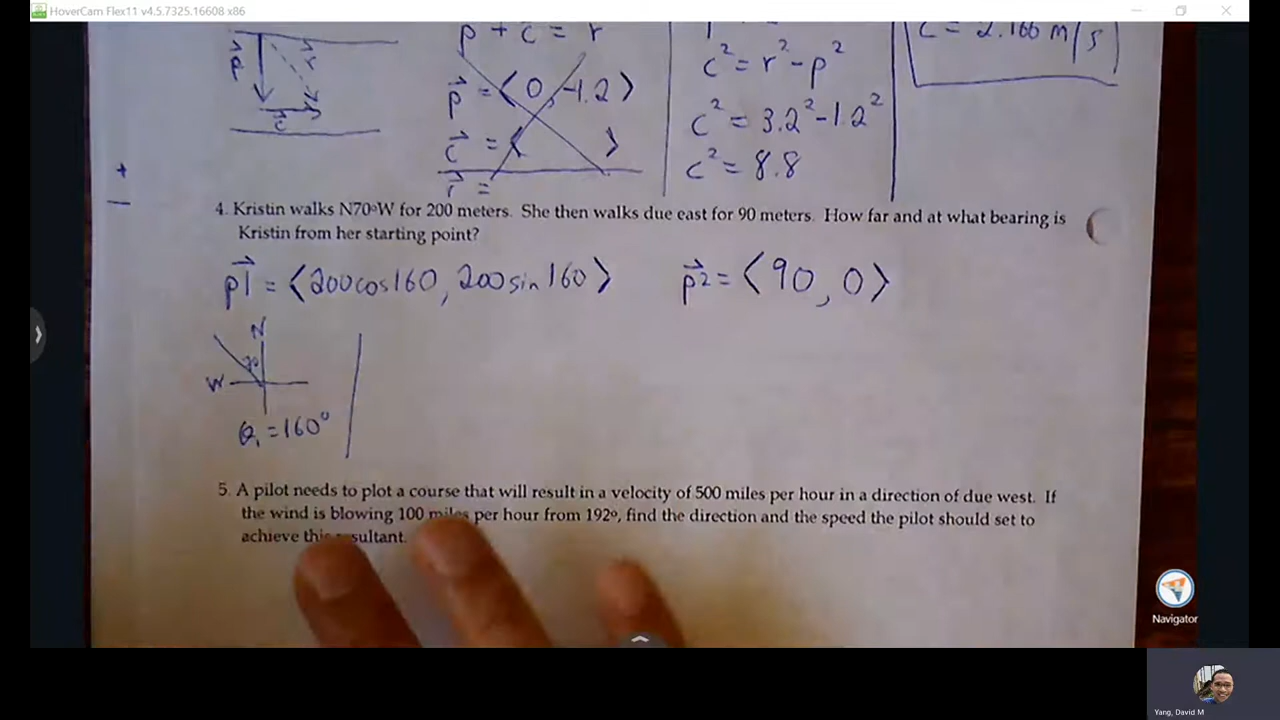 HoverCam Flex11 v4.5.7325.16608 x86
p + c = r
p = ⟨0, -1.2⟩
c = ⟨ ⟩
r =
c² = r² - p²
c² = 3.2² - 1.2²
c² = 8.8
c = 2.966 m/s
p
r
c
+
−
4. Kristin walks N70ºW for 200 meters. She then walks due east for 90 meters. How far and at what bearing is
Kristin from her starting point?
p1 = ⟨200cos160, 200sin160⟩ p2 = ⟨90, 0⟩
N
70
W
θ₁ = 160°
5. A pilot needs to plot a course that will result in a velocity of 500 miles per hour in a direction of due west. If
the wind is blowing 100 miles per hour from 192º, find the direction and the speed the pilot should set to
achieve this resultant.
Navigator
Yang, David M